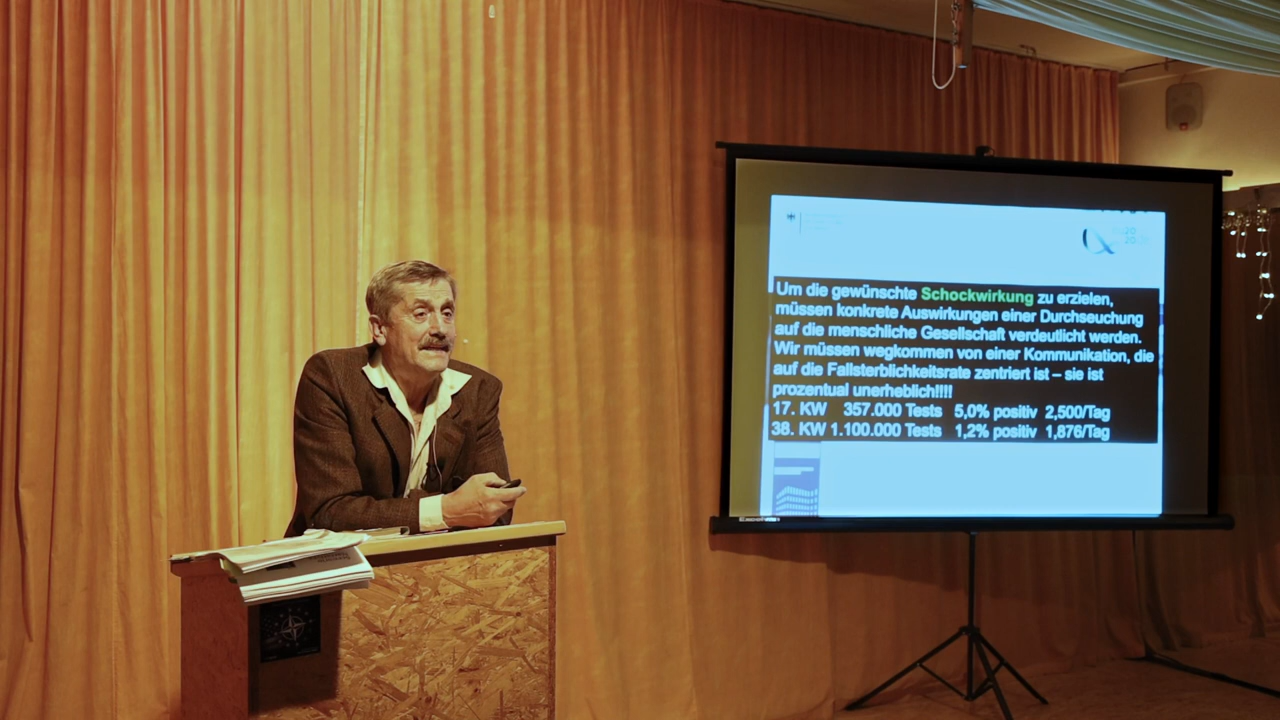 20
20
Um die gewünschte Schockwirkung zu erzielen,
müssen konkrete Auswirkungen einer Durchseuchung
auf die menschliche Gesellschaft verdeutlicht werden.
Wir müssen wegkommen von einer Kommunikation, die
auf die Fallsterblichkeitsrate zentriert ist – sie ist
prozentual unerheblich!!!!
17. KW 357.000 Tests 5,0% positiv 2,500/Tag
38. KW 1.100.000 Tests 1,2% positiv 1,876/Tag